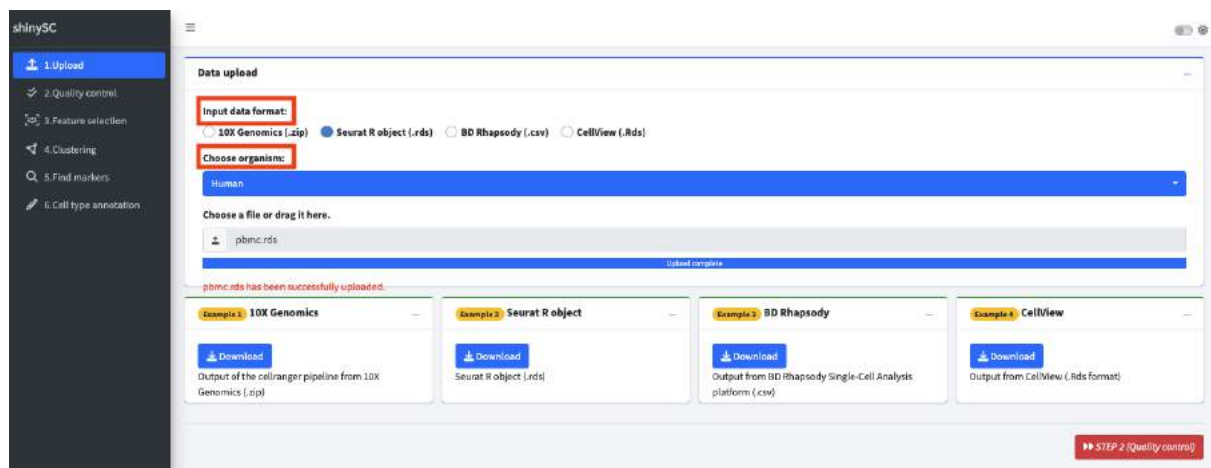 shinySC
1.Upload
2.Quality control
3.Feature selection
4.Clustering
5.Find markers
6.Cell type annotation
Data upload
Input data format:
10X Genomics (.zip) Seurat R object (.rds) BD Rhapsody (.csv) CellView (.Rds)
Choose organism:
Human
Choose a file or drag it here.
pbmc.rds
Upload complete
pbmc.rds has been successfully uploaded.
Example 1 10X Genomics
Download
Output of the cellranger pipeline from 10X
Genomics (.zip)
Example 2 Seurat R object
Download
Seurat R object (.rds)
Example 3 BD Rhapsody
Download
Output from BD Rhapsody Single-Cell Analysis
platform (.csv)
Example 4 CellView
Download
Output from CellView (.Rds format)
STEP 2 (Quality control)